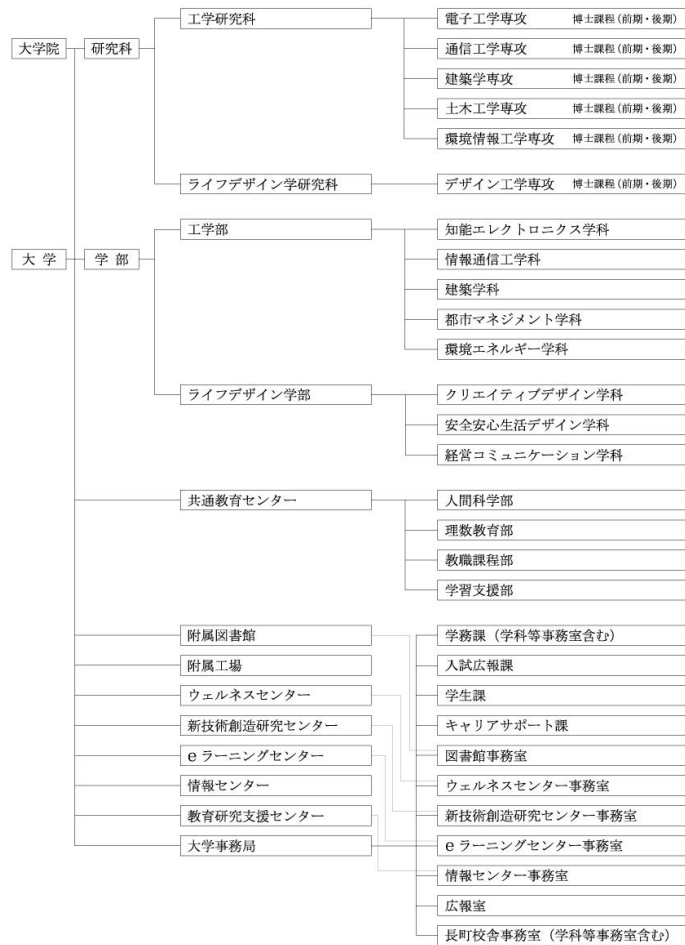 大学院
研究科
工学研究科
電子工学専攻 博士課程(前期・後期)
通信工学専攻 博士課程(前期・後期)
建築学専攻 博士課程(前期・後期)
土木工学専攻 博士課程(前期・後期)
環境情報工学専攻 博士課程(前期・後期)
ライフデザイン学研究科
デザイン工学専攻 博士課程(前期・後期)
大 学
学 部
工学部
知能エレクトロニクス学科
情報通信工学科
建築学科
都市マネジメント学科
環境エネルギー学科
ライフデザイン学部
クリエイティブデザイン学科
安全安心生活デザイン学科
経営コミュニケーション学科
共通教育センター
人間科学部
理数教育部
教職課程部
学習支援部
附属図書館
附属工場
ウェルネスセンター
新技術創造研究センター
e ラーニングセンター
情報センター
教育研究支援センター
大学事務局
学務課(学科等事務室含む)
入試広報課
学生課
キャリアサポート課
図書館事務室
ウェルネスセンター事務室
新技術創造研究センター事務室
e ラーニングセンター事務室
情報センター事務室
広報室
長町校舎事務室(学科等事務室含む)